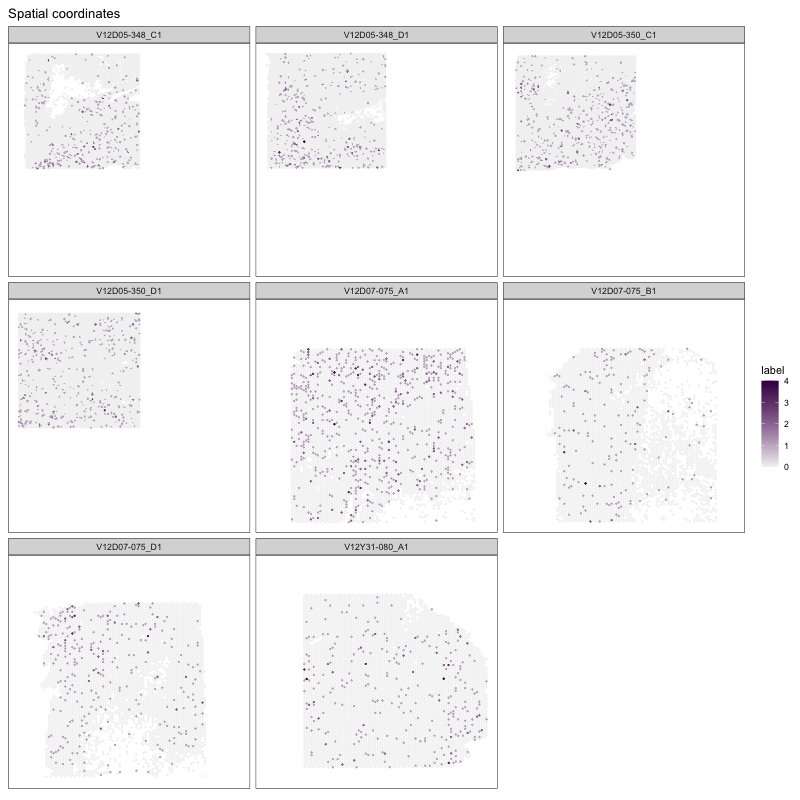 Spatial coordinates
V12D05-348_C1
V12D05-348_D1
V12D05-350_C1
V12D05-350_D1
V12D07-075_A1
V12D07-075_B1
label
4
3
2
1
0
V12D07-075_D1
V12Y31-080_A1